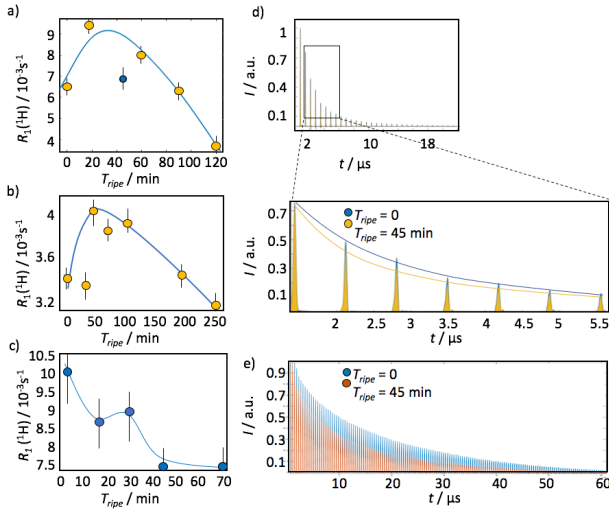 a)
R1(1H) / 10-3s-1
9
8
7
6
5
4
0 20 40 60 80 100 120
Tripe / min
b)
R1(1H) / 10-3s-1
4
3.6
3.2
0 50 100 150 200 250
Tripe / min
c)
R1 (1H) / 10-3s-1
10.5
10
9.5
9
8.5
8
7.5
0 10 20 30 40 50 60 70
Tripe / min
d)
I / a.u.
1
0.8
0.6
0.4
0.2
0
2 10 18
t / μs
I / a.u.
0.7
0.5
0.3
0.1
Tripe = 0
Tripe = 45 min
2 2.5 3 3.5 4 4.5 5 5.5
t / μs
e)
I / a.u.
0.9
0.7
0.5
0.3
0.1
Tripe = 0
Tripe = 45 min
10 20 30 40 50 60
t / μs